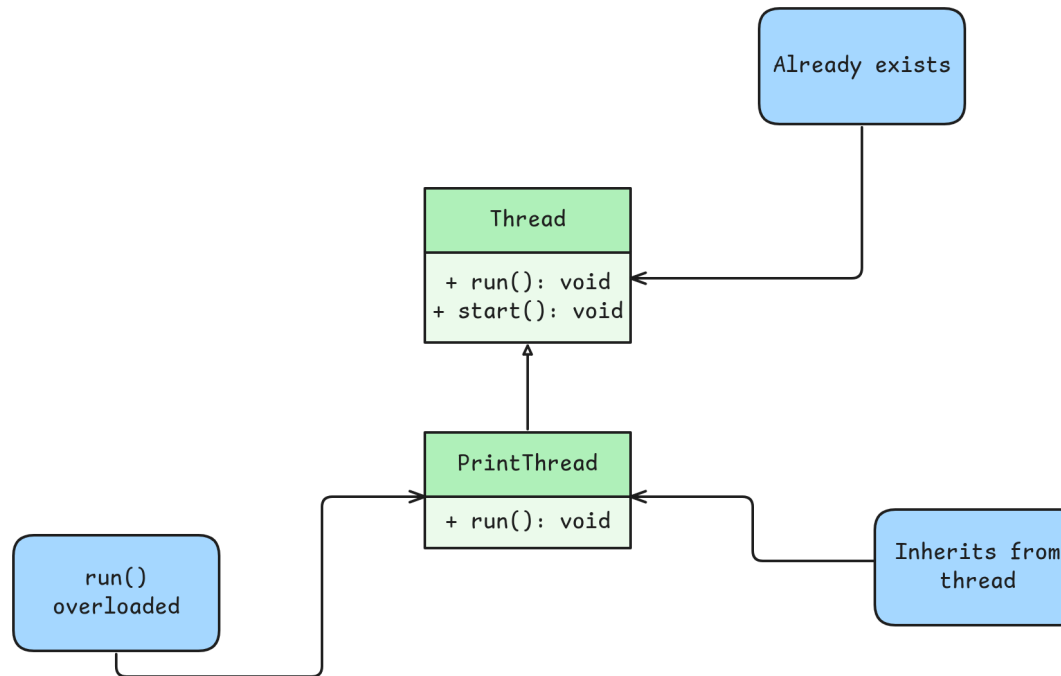 Already exists
Thread
+ run(): void
+ start(): void
PrintThread
+ run(): void
Inherits from
thread
run()
overloaded